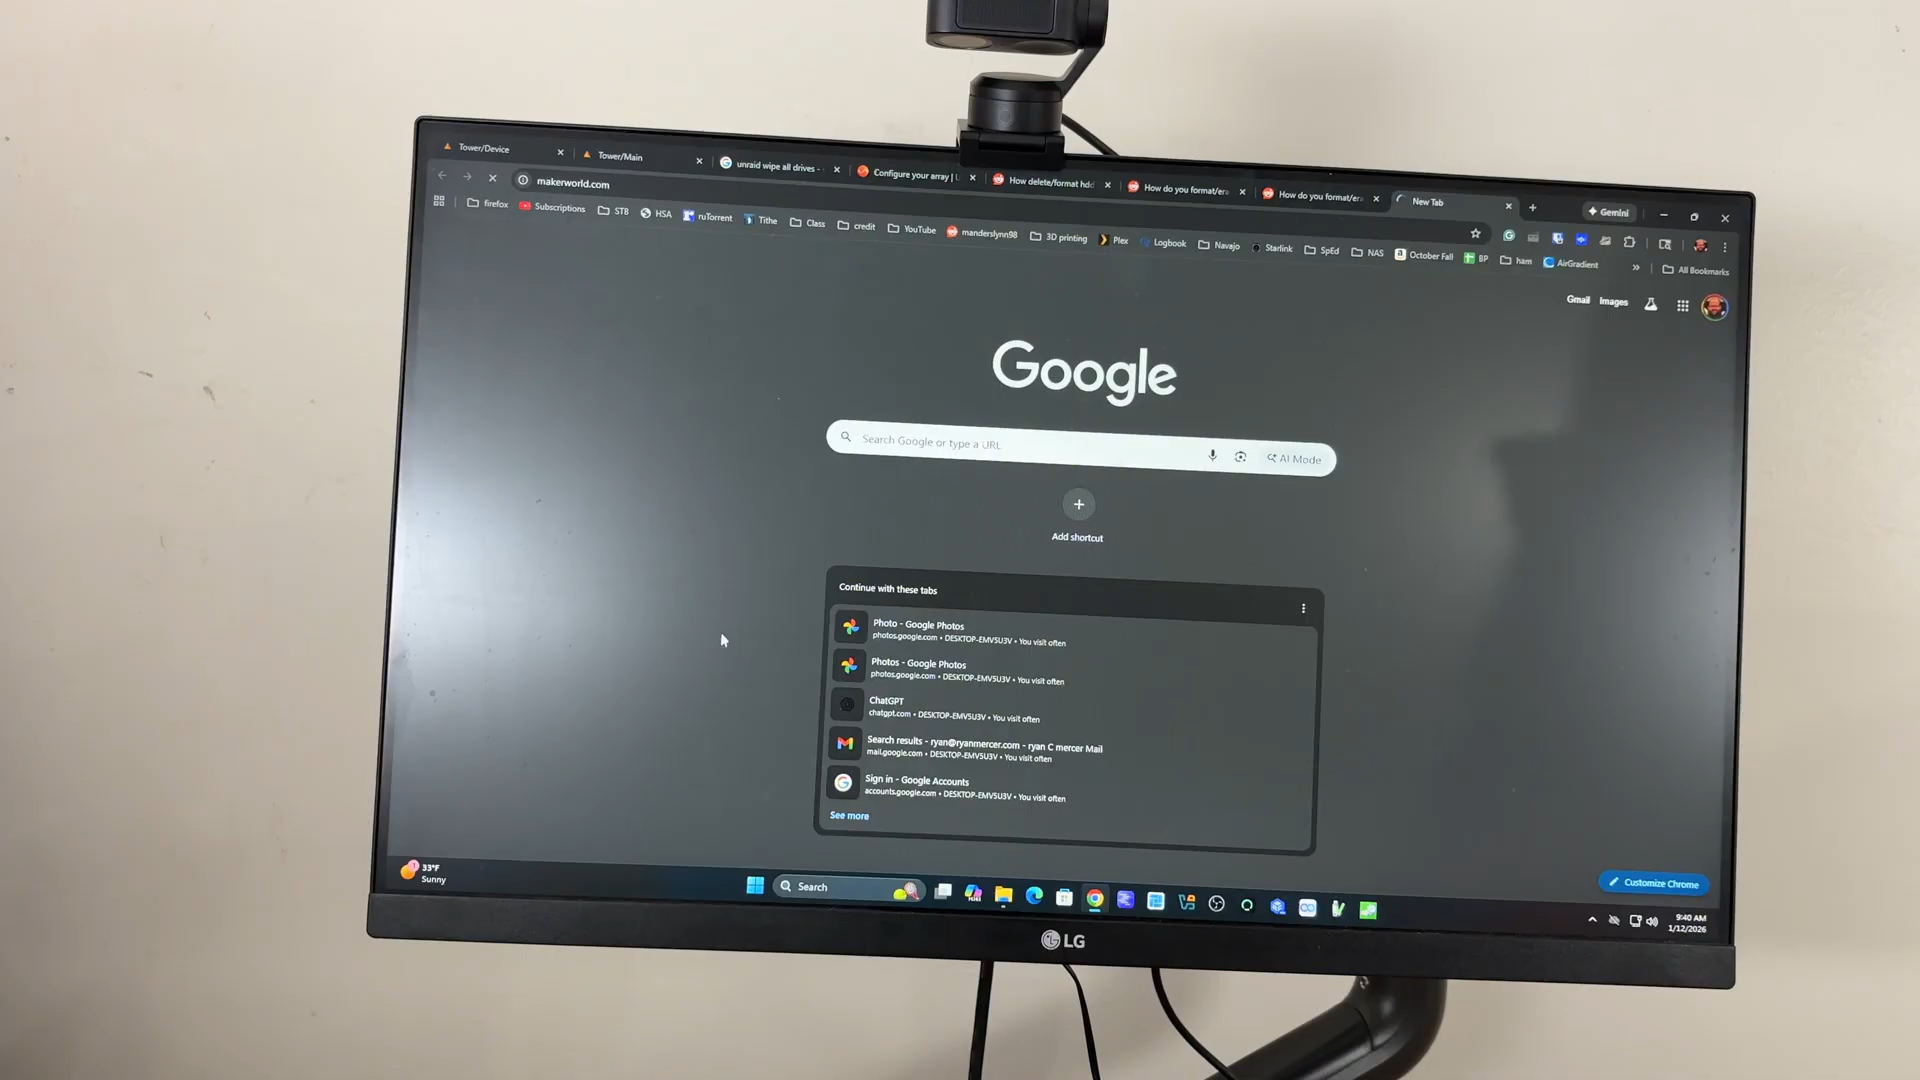 Tower/Device
Tower/Main
unraid wipe all drives -
Configure your array | U
How delete/format hdd
How do you format/era
How do you format/era
New Tab
Gemini
makerworld.com
firefox
Subscriptions
STB
HSA
ruTorrent
Tithe
Class
credit
YouTube
manderslynn98
3D printing
Plex
Logbook
Navajo
Starlink
SpEd
NAS
October Fall
BP
ham
AirGradient
»
All Bookmarks
Gmail
Images
Google
Search Google or type a URL
AI Mode
Add shortcut
Continue with these tabs
Photo - Google Photos
photos.google.com • DESKTOP-EMV5U3V • You visit often
Photos - Google Photos
photos.google.com • DESKTOP-EMV5U3V • You visit often
ChatGPT
chatgpt.com • DESKTOP-EMV5U3V • You visit often
Search results - ryan@ryanmercer.com - ryan C mercer Mail
mail.google.com • DESKTOP-EMV5U3V • You visit often
Sign in - Google Accounts
accounts.google.com • DESKTOP-EMV5U3V • You visit often
See more
Customize Chrome
1
33°F
Sunny
Search
9:40 AM
1/12/2026
LG